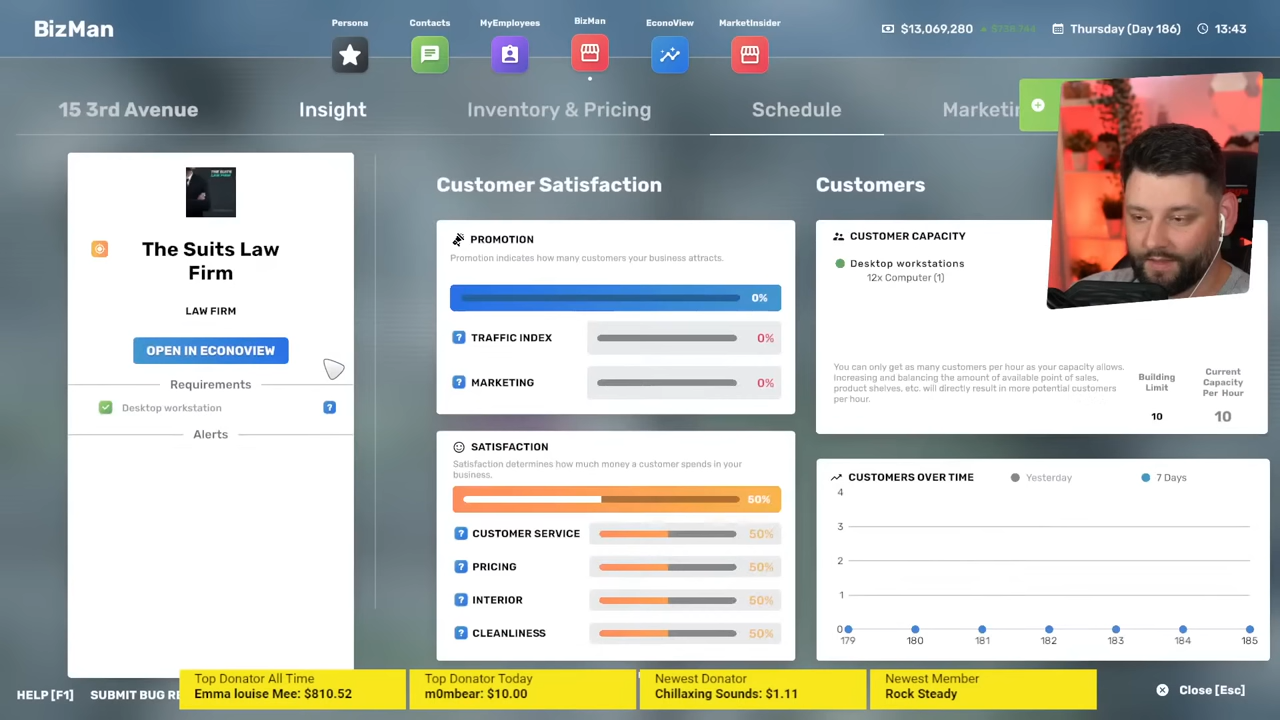 BizMan
Persona
Contacts
MyEmployees
BizMan
EconoView
MarketInsider
$13,069,280
Thursday (Day 186)
13:43
15 3rd Avenue
Insight
Inventory & Pricing
Schedule
THE SUITS
LAW FIRM
The Suits Law
Firm
LAW FIRM
OPEN IN ECONOVIEW
Requirements
Desktop workstation
?
Alerts
Customer Satisfaction
PROMOTION
Promotion indicates how many customers your business attracts.
0%
? TRAFFIC INDEX 0%
? MARKETING 0%
SATISFACTION
Satisfaction determines how much money a customer spends in your
business.
50%
? CUSTOMER SERVICE 50%
? PRICING 50%
? INTERIOR 50%
? CLEANLINESS 50%
Customers
CUSTOMER CAPACITY
Desktop workstations
12x Computer (1)
You can only get as many customers per hour as your capacity allows.
Increasing and balancing the amount of available point of sales,
product shelves, etc. will directly result in more potential customers
per hour.
Building
Limit
10
Current
Capacity
Per Hour
10
CUSTOMERS OVER TIME
Yesterday
7 Days
4
3
2
1
0
179 180 181 182 183 184 185
HELP [F1]
SUBMIT BUG RE
Top Donator All Time
Emma louise Mee: $810.52
Top Donator Today
m0mbear: $10.00
Newest Donator
Chillaxing Sounds: $1.11
Newest Member
Rock Steady
Close [Esc]